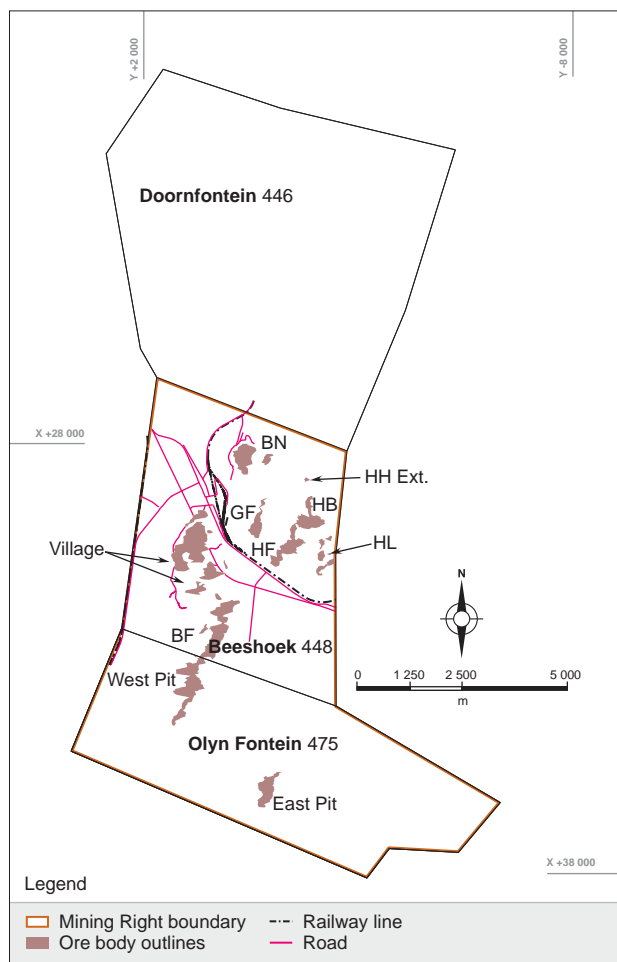 Y +2 000
Y -8 000
Doornfontein 446
X +28 000
BN
HH Ext.
HB
GF
HF
HL
Village
N
BF
Beeshoek 448
West Pit
0 1 250 2 500 5 000
m
Olyn Fontein 475
East Pit
X +38 000
Legend
Mining Right boundary
Railway line
Ore body outlines
Road